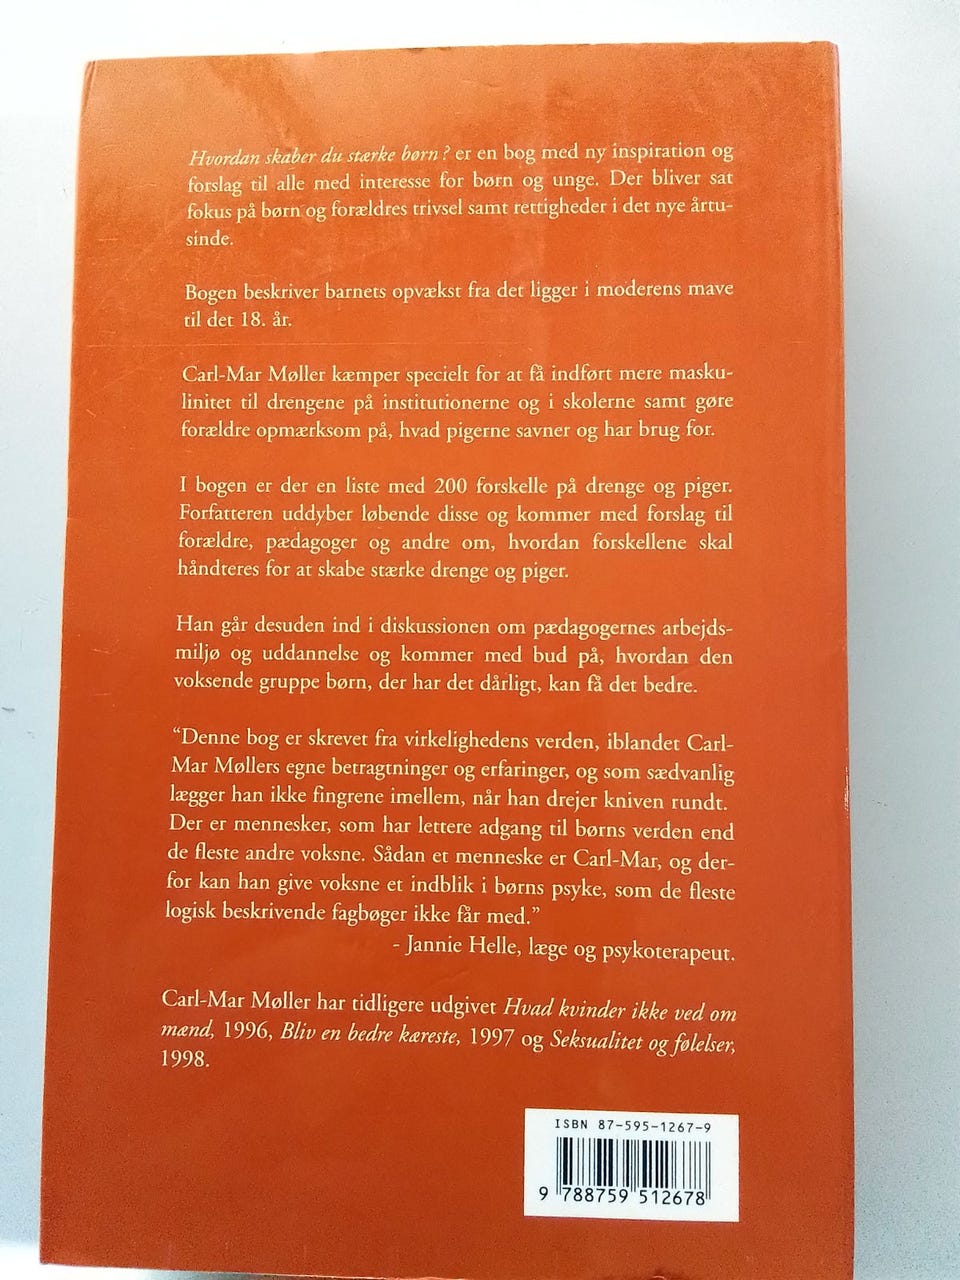 Hvordan skaber du stærke børn? er en bog med ny inspiration og
forslag til alle med interesse for børn og unge. Der bliver sat
fokus på børn og forældres trivsel samt rettigheder i det nye årtu-
sinde.
Bogen beskriver barnets opvækst fra det ligger i moderens mave
til det 18. år.
Carl-Mar Møller kæmper specielt for at få indført mere masku-
linitet til drengene på institutionerne og i skolerne samt gøre
forældre opmærksom på, hvad pigerne savner og har brug for.
I bogen er der en liste med 200 forskelle på drenge og piger.
Forfatteren uddyber løbende disse og kommer med forslag til
forældre, pædagoger og andre om, hvordan forskellene skal
håndteres for at skabe stærke drenge og piger.
Han går desuden ind i diskussionen om pædagogernes arbejds-
miljø og uddannelse og kommer med bud på, hvordan den
voksende gruppe børn, der har det dårligt, kan få det bedre.
“Denne bog er skrevet fra virkelighedens verden, iblandet Carl-
Mar Møllers egne betragtninger og erfaringer, og som sædvanlig
lægger han ikke fingrene imellem, når han drejer kniven rundt.
Der er mennesker, som har lettere adgang til børns verden end
de fleste andre voksne. Sådan et menneske er Carl-Mar, og der-
for kan han give voksne et indblik i børns psyke, som de fleste
logisk beskrivende fagbøger ikke får med.”
- Jannie Helle, læge og psykoterapeut.
Carl-Mar Møller har tidligere udgivet Hvad kvinder ikke ved om
mænd, 1996, Bliv en bedre kæreste, 1997 og Seksualitet og følelser,
1998.
ISBN 87-595-1267-9
9 788759 512678